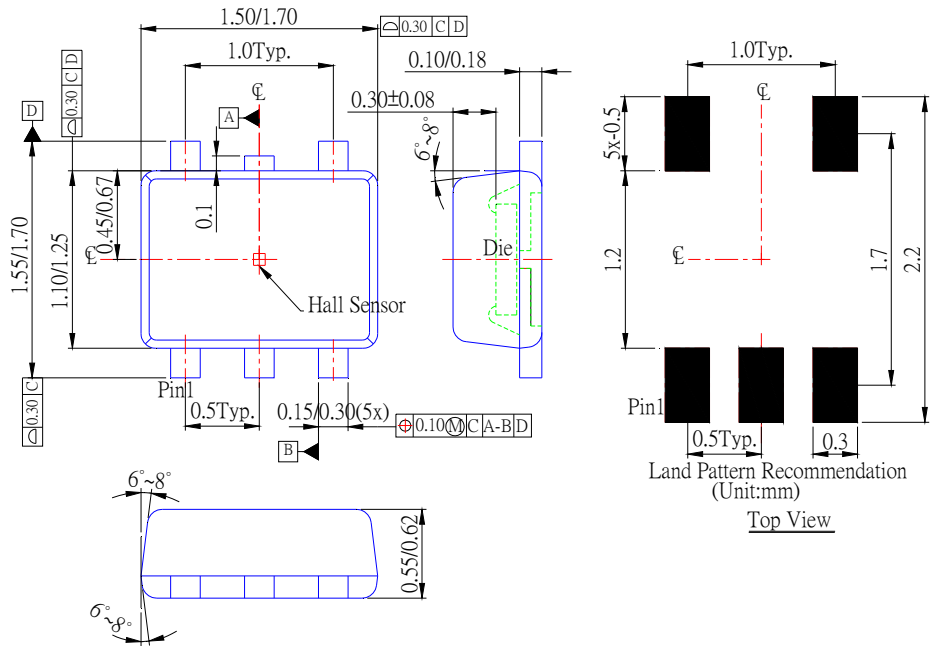 1.50/1.70
⌓ 0.30 C D
1.0Typ.
℄
A
⌓ 0.30 C D
D
0.10/0.18
0.30±0.08
6°~8°
1.55/1.70
1.10/1.25
0.45/0.67
0.1
℄
Die
Hall Sensor
⌓ 0.30 C
Pin1
0.5Typ.
0.15/0.30(5x)
⌖ 0.10 Ⓜ C A-B D
B
1.0Typ.
℄
5x-0.5
1.2
℄
1.7
2.2
Pin1
0.5Typ.
0.3
Land Pattern Recommendation
(Unit:mm)
Top View
6°~8°
0.55/0.62
6°~8°